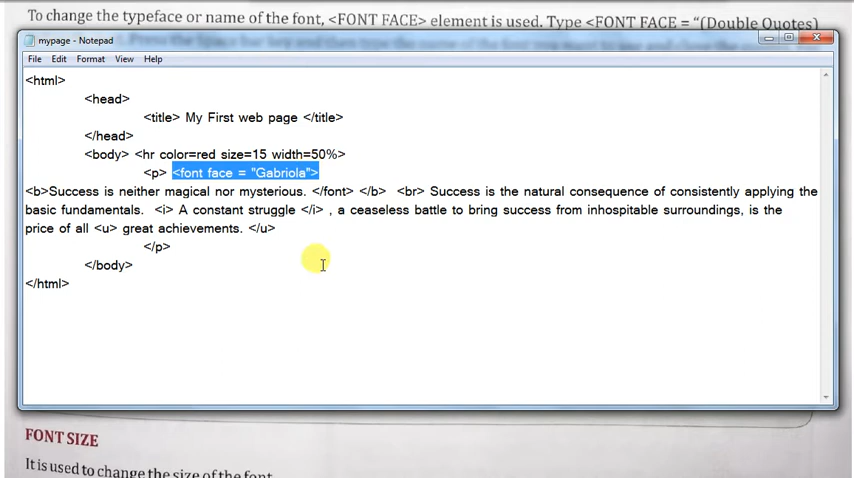 To change the typeface or name of the font, <FONT FACE> element is used. Type <FONT FACE = “(Double Quotes)
mypage - Notepad
File Edit Format View Help
<html>
<head>
<title> My First web page </title>
</head>
<body> <hr color=red size=15 width=50%>
<p> <font face = "Gabriola">
<b>Success is neither magical nor mysterious. </font> </b> <br> Success is the natural consequence of consistently applying the
basic fundamentals. <i> A constant struggle </i> , a ceaseless battle to bring success from inhospitable surroundings, is the
price of all <u> great achievements. </u>
</p>
</body>
</html>
FONT SIZE
It is used to change the size of the font